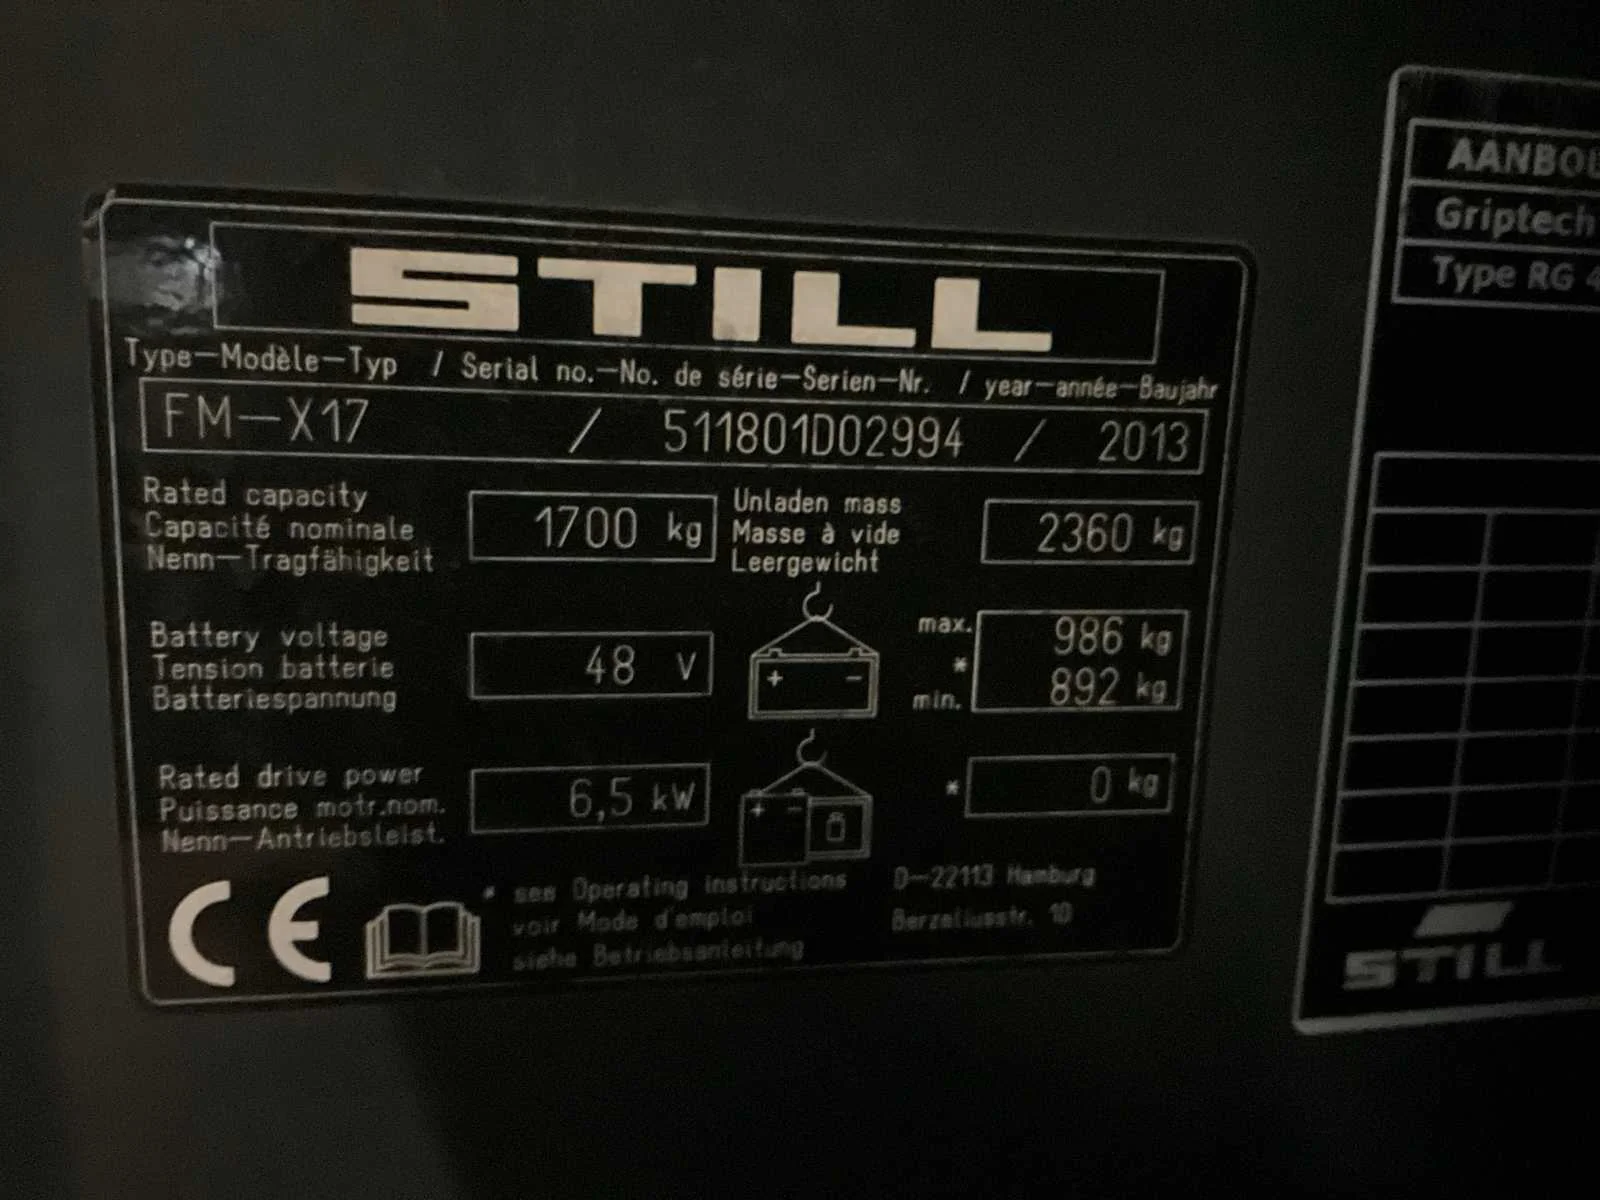 STILL
Type-Modèle-Typ / Serial no.-No. de série-Serien-Nr. / year-année-Baujahr
FM-X17 / 511801D02994 / 2013
Rated capacity
Capacité nominale
Nenn-Tragfähigkeit
1700 kg
Unladen mass
Masse à vide
Leergewicht
2360 kg
Battery voltage
Tension batterie
Batteriespannung
48 V
+ -
max. 986 kg
*
min. 892 kg
Rated drive power
Puissance motr.nom.
Nenn-Antriebsleist.
6,5 kW
+ -
* 0 kg
CE
* see Operating instructions
voir Mode d'emploi
siehe Betriebsanleitung
D-22113 Hamburg
Berzeliusstr. 10
Griptech
Type RG 4
STILL